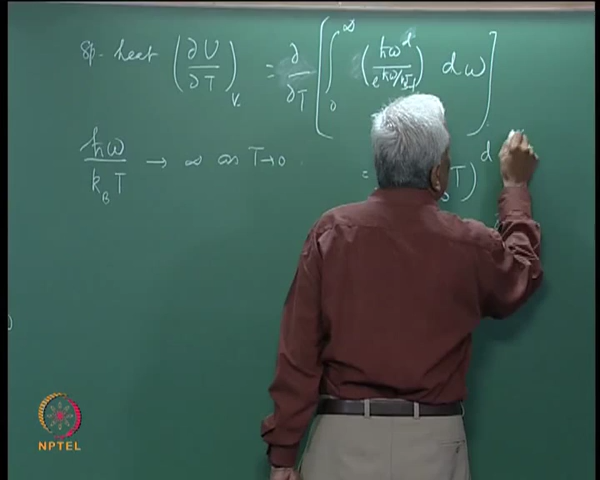 Sp. heat (∂U/∂T)_V = ∂/∂T [∫_0^∞ (ħω^d / e^{ħω/k_BT}-1) dω]
ħω/k_BT → ∞ as T→0.
= T)^d
NPTEL